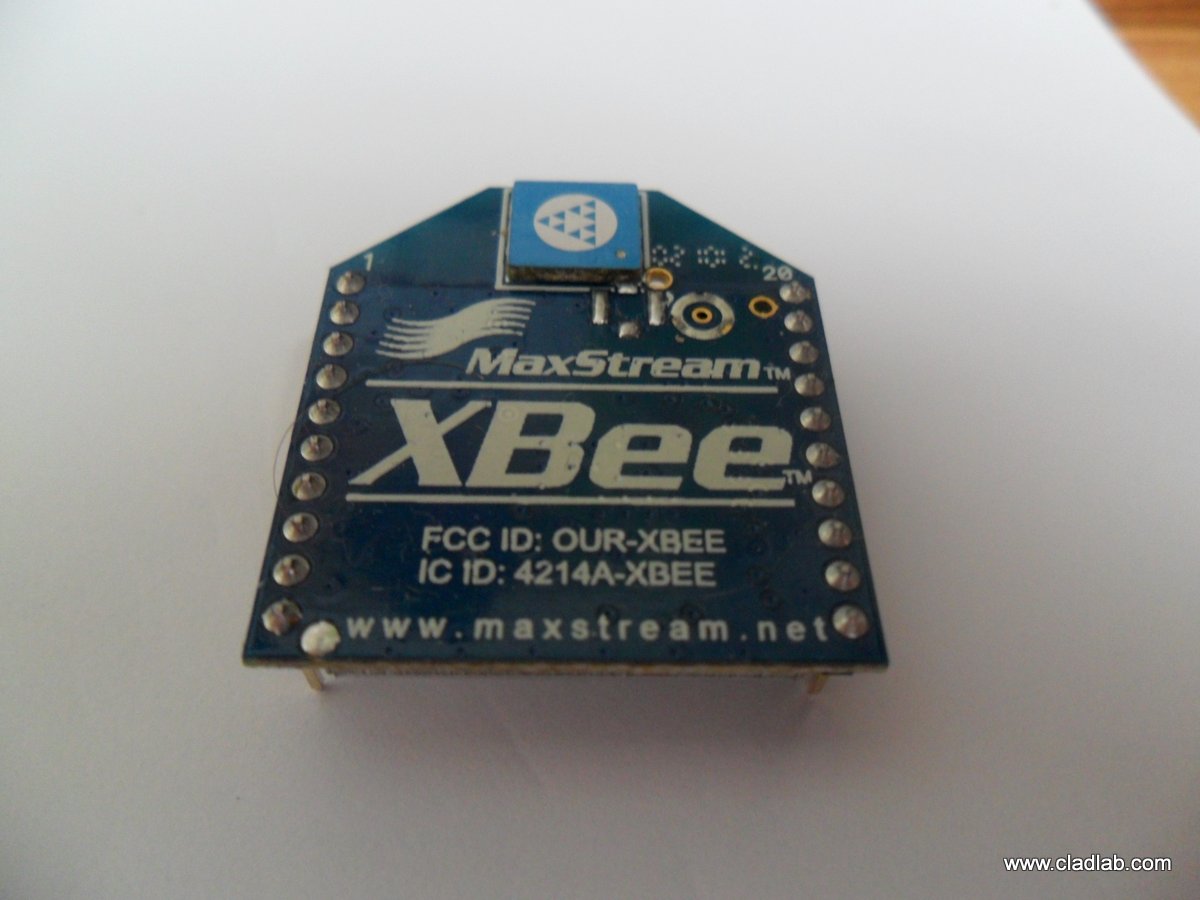 1
20
MaxStream™
XBee™
FCC ID: OUR-XBEE
IC ID: 4214A-XBEE
www.maxstream.net
www.cladlab.com